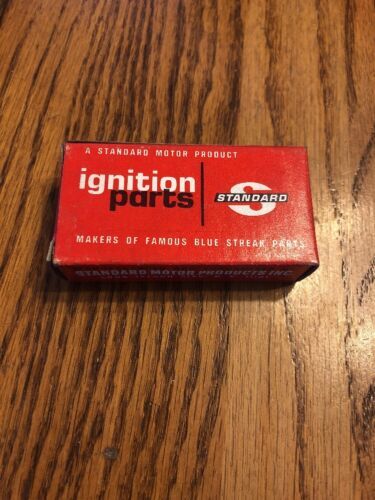 A STANDARD MOTOR PRODUCT
ignition
parts
S
STANDARD
MAKERS OF FAMOUS BLUE STREAK PARTS
STANDARD MOTOR PRODUCTS INC.